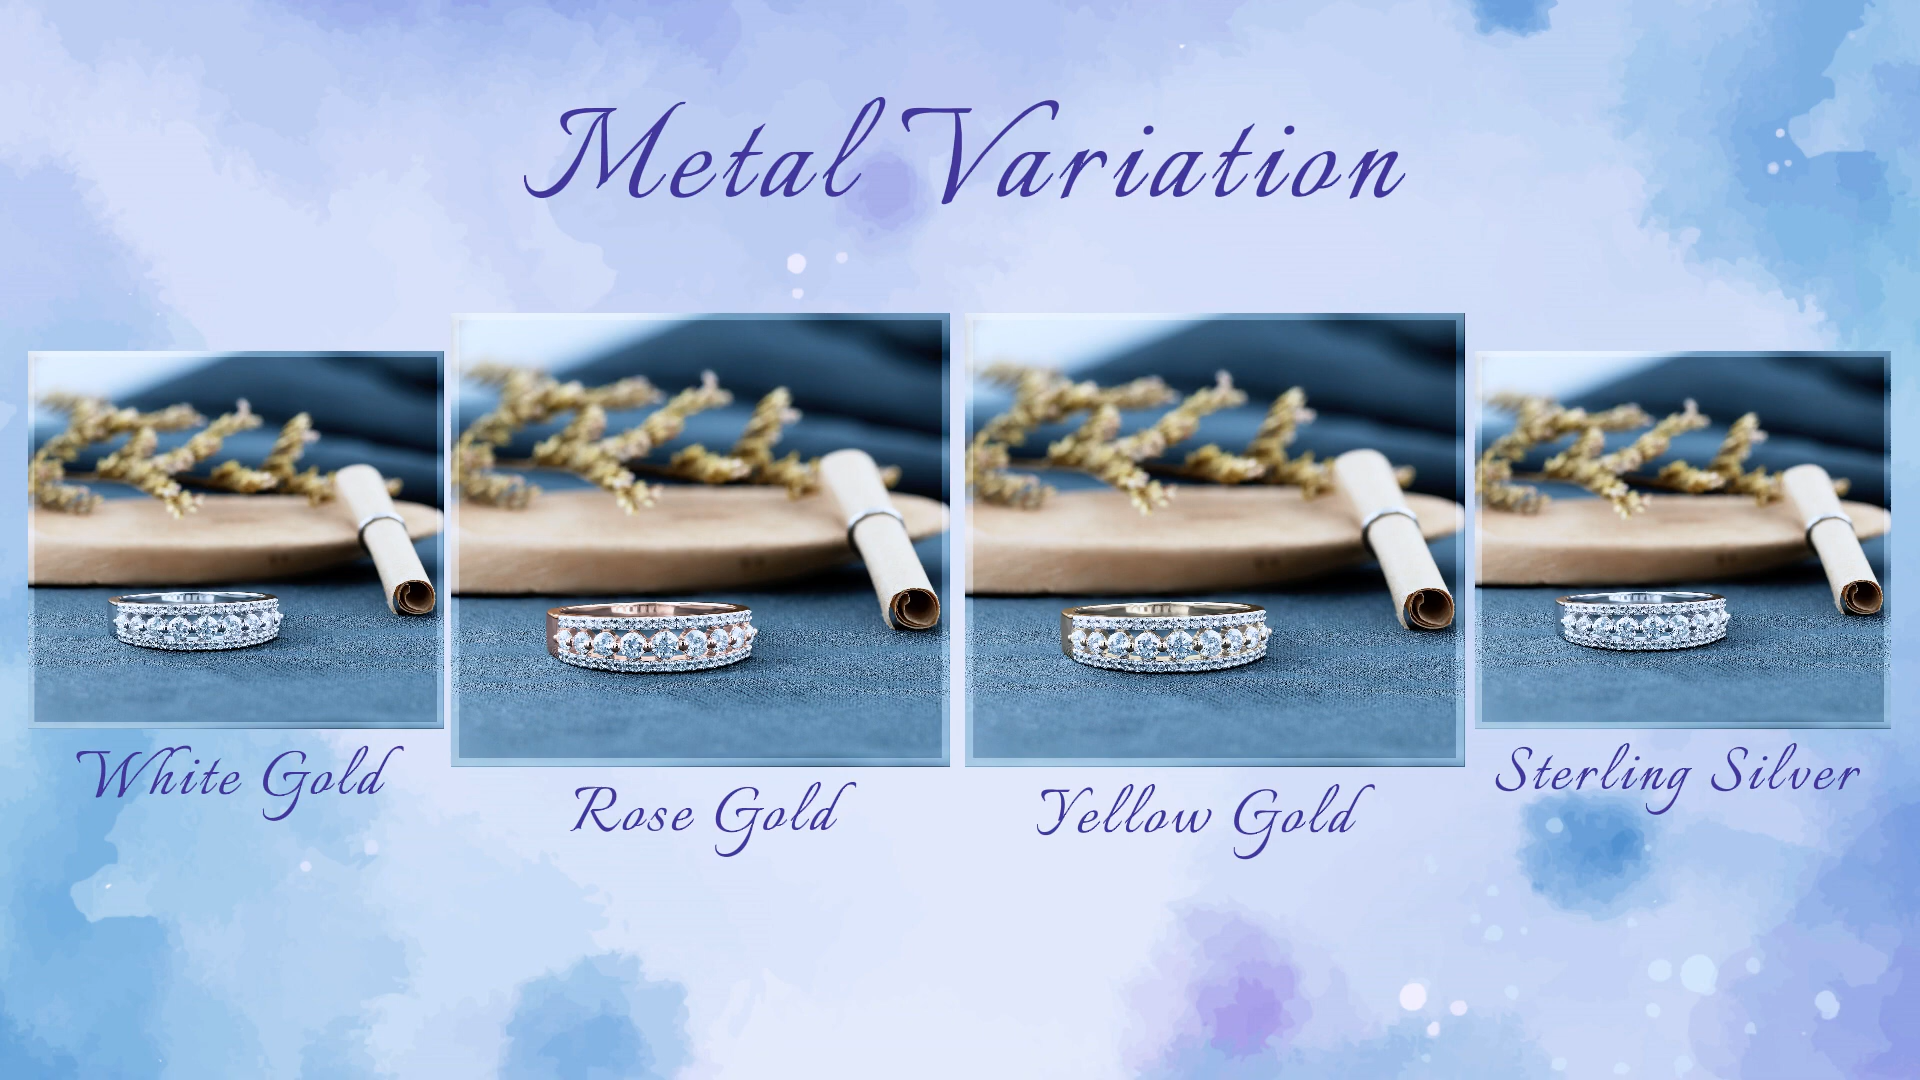 Metal Variation
White Gold
Rose Gold
Yellow Gold
Sterling Silver